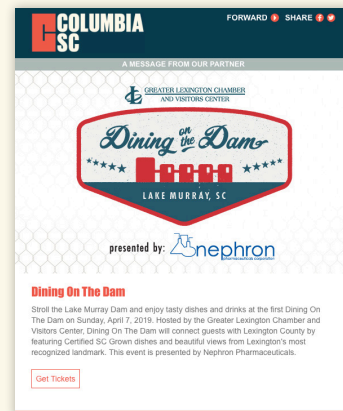 COLUMBIA
SC
FORWARD SHARE
A MESSAGE FROM OUR PARTNER
GREATER LEXINGTON CHAMBER
AND VISITORS CENTER
Dining on the Dam
LAKE MURRAY, SC
presented by: nephron
pharmaceuticals corporation
Dining On The Dam
Stroll the Lake Murray Dam and enjoy tasty dishes and drinks at the first Dining On
The Dam on Sunday, April 7, 2019. Hosted by the Greater Lexington Chamber and
Visitors Center, Dining On The Dam will connect guests with Lexington County by
featuring Certified SC Grown dishes and beautiful views from Lexington's most
recognized landmark. This event is presented by Nephron Pharmaceuticals.
Get Tickets